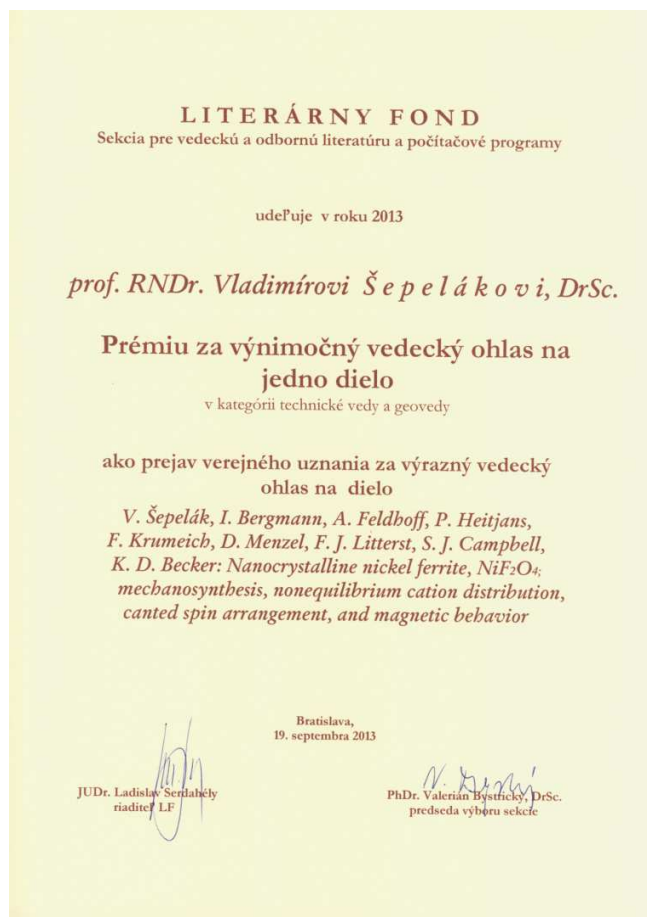 LITERÁRNY FOND
Sekcia pre vedeckú a odbornú literatúru a počítačové programy
udeľuje v roku 2013
prof. RNDr. Vladimírovi Šepelákovi, DrSc.
Prémiu za výnimočný vedecký ohlas na
jedno dielo
v kategórii technické vedy a geovedy
ako prejav verejného uznania za výrazný vedecký
ohlas na dielo
V. Šepelák, I. Bergmann, A. Feldhoff, P. Heitjans,
F. Krumeich, D. Menzel, F. J. Litterst, S. J. Campbell,
K. D. Becker: Nanocrystalline nickel ferrite, NiF₂O₄;
mechanosynthesis, nonequilibrium cation distribution,
canted spin arrangement, and magnetic behavior
Bratislava,
19. septembra 2013
JUDr. Ladislav Serdahély
riaditeľ LF
PhDr. Valerián Bystrický, DrSc.
predseda výboru sekcie